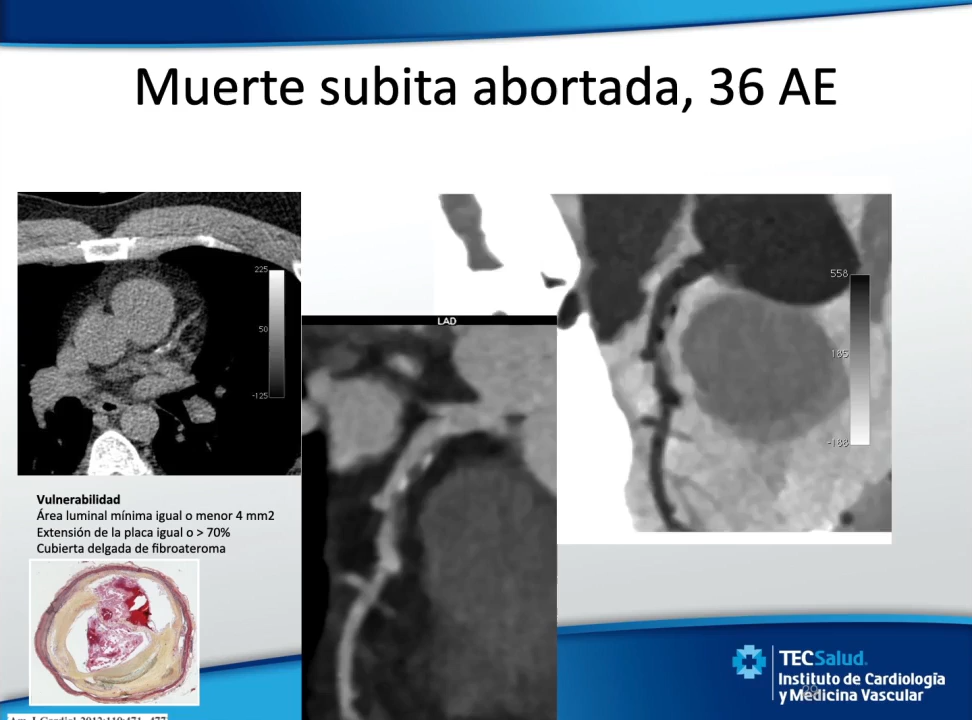 Muerte subita abortada, 36 AE
225
50
-125
LAD
558
185
-188
Vulnerabilidad
Área luminal mínima igual o menor 4 mm2
Extensión de la placa igual o > 70%
Cubierta delgada de fibroateroma
TECSalud.
Instituto de Cardiología
y Medicina Vascular